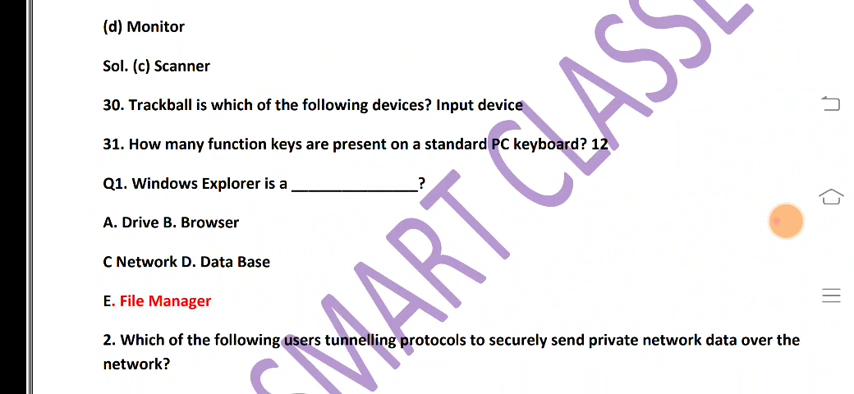 (d) Monitor
Sol. (c) Scanner
30. Trackball is which of the following devices? Input device
31. How many function keys are present on a standard PC keyboard? 12
Q1. Windows Explorer is a _______________?
A. Drive B. Browser
C Network D. Data Base
E. File Manager
2. Which of the following users tunnelling protocols to securely send private network data over the
network?
SMART CLASSE